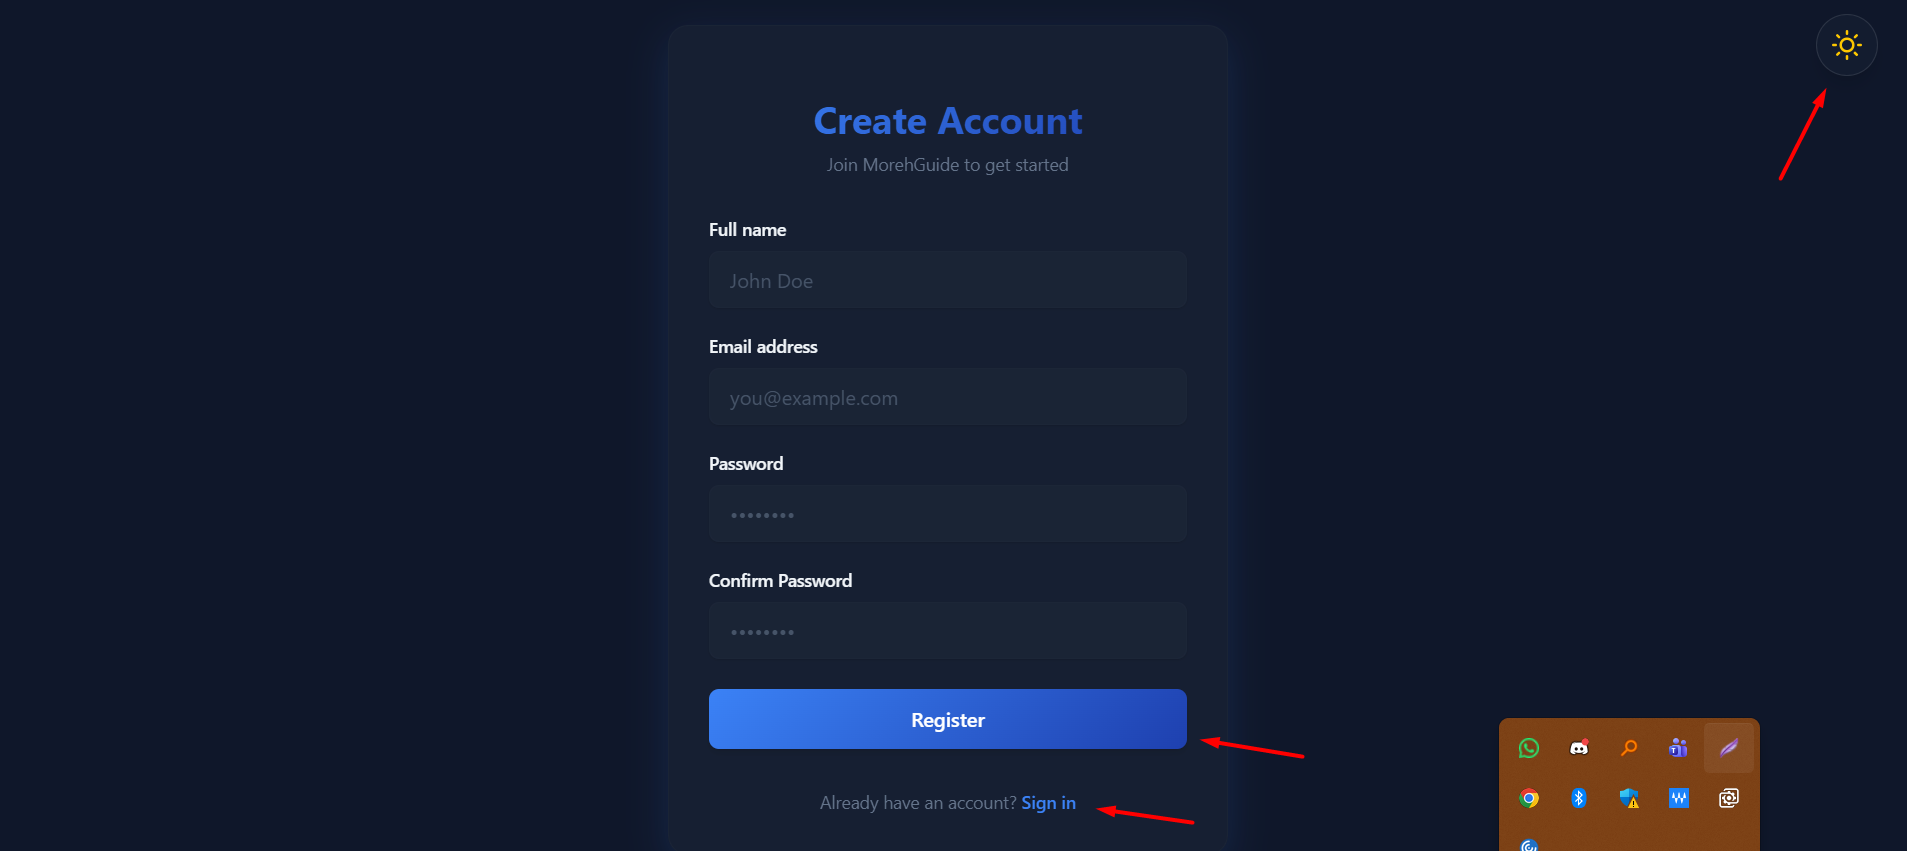 Create Account
Join MorehGuide to get started
Full name
John Doe
Email address
you@example.com
Password
••••••••
Confirm Password
••••••••
Register
Already have an account? Sign in